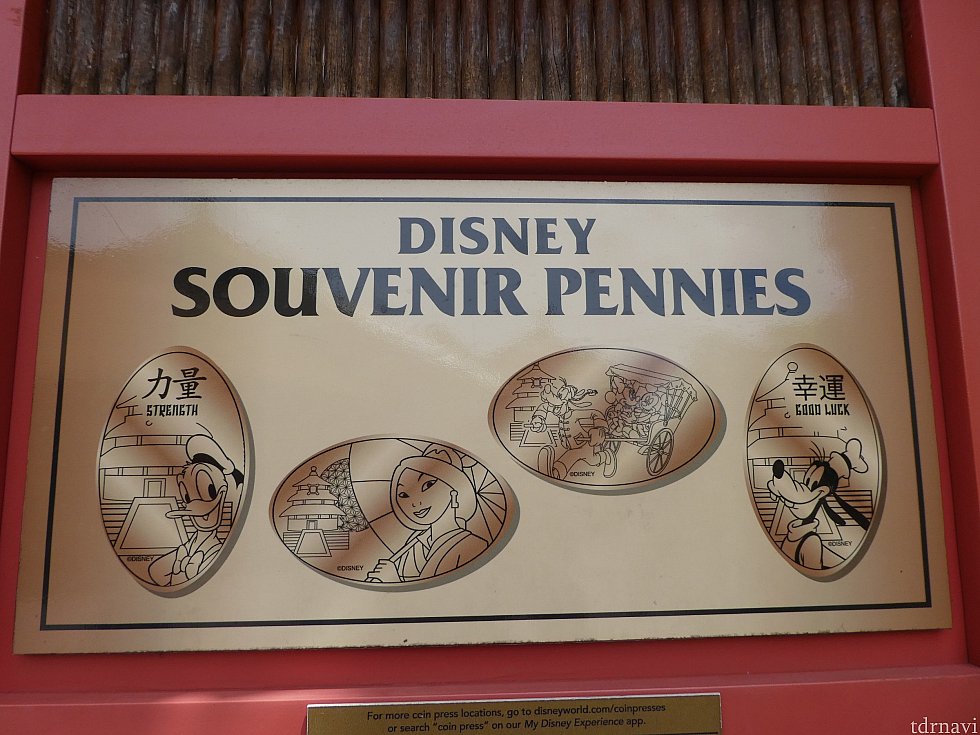 DISNEY
SOUVENIR PENNIES
力量
STRENGTH
©DISNEY
©DISNEY
©DISNEY
幸運
GOOD LUCK
©DISNEY
For more coin press locations, go to disneyworld.com/coinpresses
or search "coin press" on our My Disney Experience app.
tdrnavi